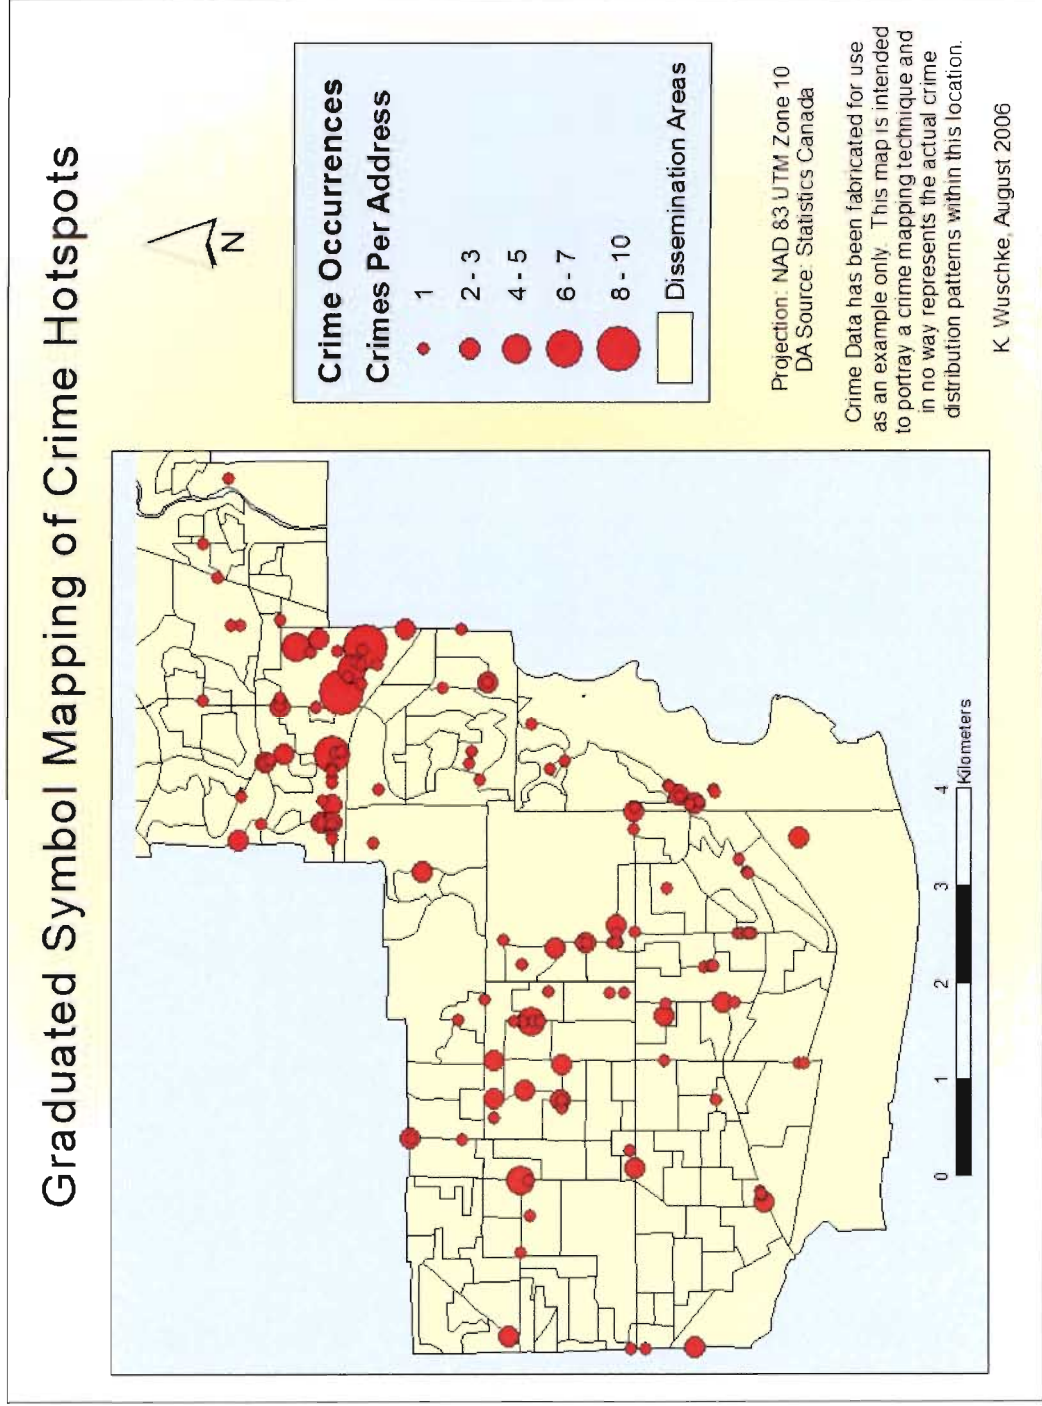 Graduated Symbol Mapping of Crime Hotspots
N
Crime Occurrences
Crimes Per Address
1
2 - 3
4 - 5
6 - 7
8 - 10
Dissemination Areas
Projection: NAD 83 UTM Zone 10
DA Source: Statistics Canada
Crime Data has been fabricated for use
as an example only. This map is intended
to portray a crime mapping technique and
in no way represents the actual crime
distribution patterns within this location.
K. Wuschke, August 2006
0 1 2 3 4
Kilometers